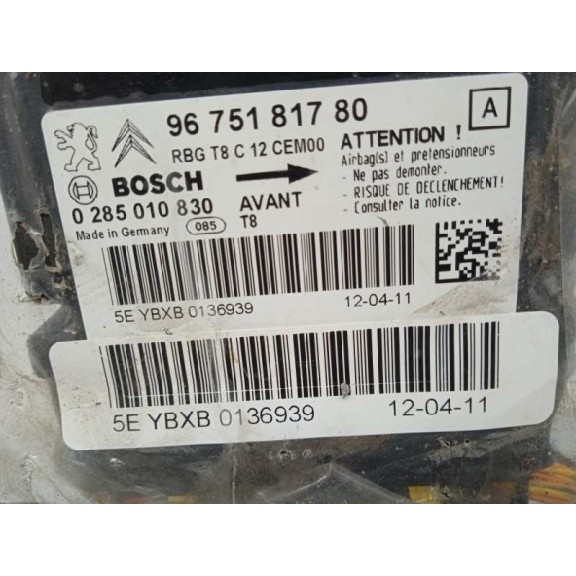 96 751 817 80
A
RBG T8 C 12 CEM00
ATTENTION !
Airbag(s) et pretensionneurs
- Ne pas demonter.
- RISQUE DE DECLENCHEMENT!
- Consulter la notice.
BOSCH
0 285 010 830
AVANT
T8
Made in Germany
085
5E YBXB 0136939
12-04-11
5E YBXB 0136939
12-04-11